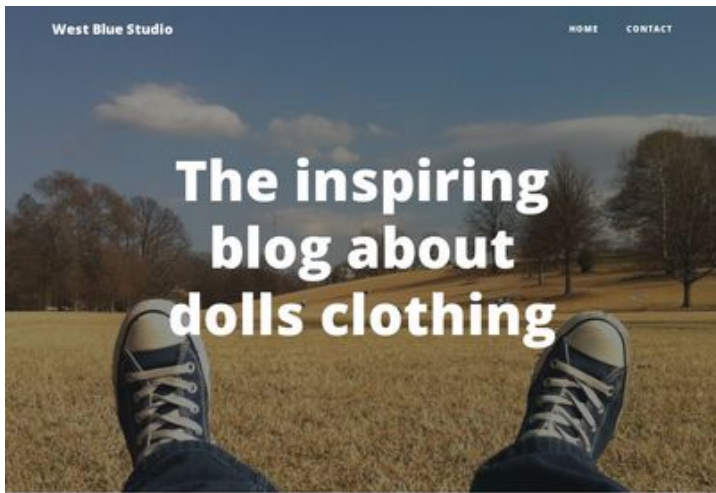 West Blue Studio
HOME CONTACT
The inspiring
blog about
dolls clothing